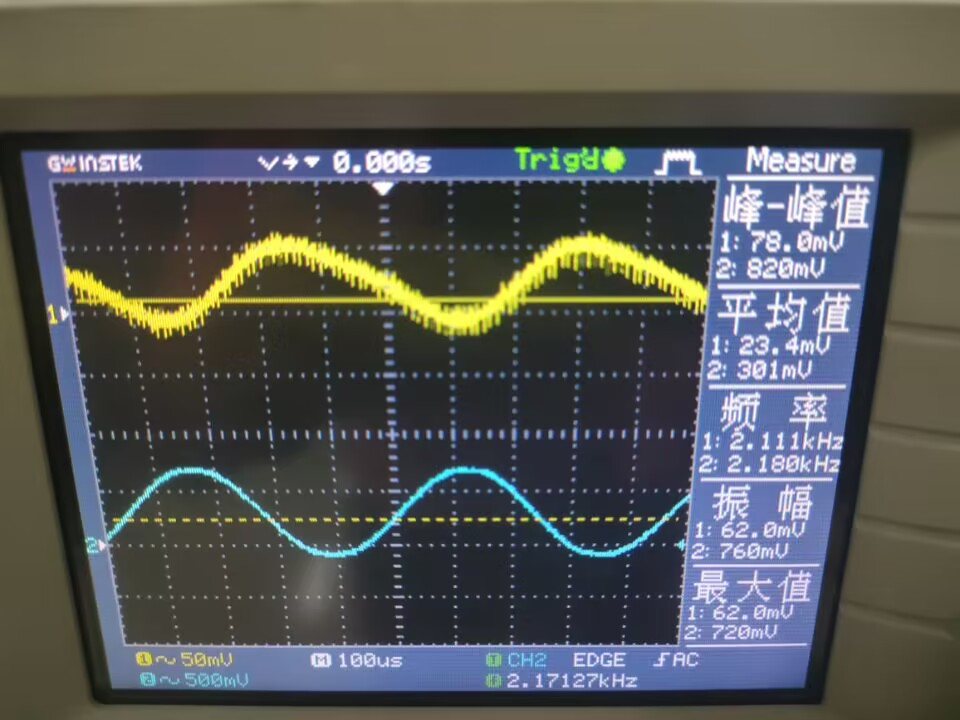 GW INSTEK 0.000s Trig'd Measure
峰-峰值
1: 78.0mV
2: 820mV
平均值
1: 23.4mV
2: 301mV
频率
1: 2.111kHz
2: 2.180kHz
振幅
1: 62.0mV
2: 760mV
最大值
1: 62.0mV
2: 720mV
1
2
1 ~ 50mV M 100us T CH2 EDGE AC
2 ~ 500mV F 2.17127kHz